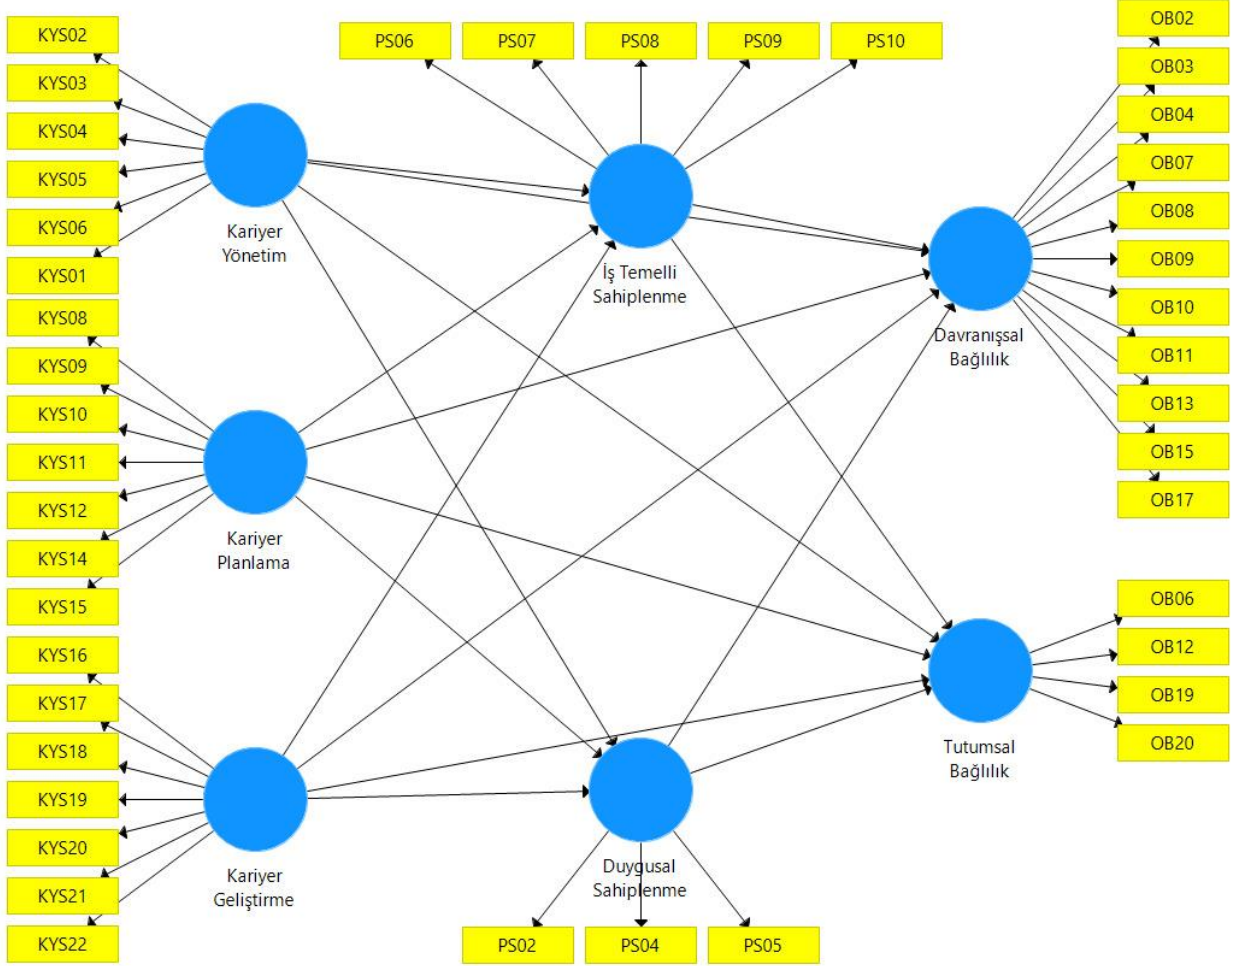 KYS02
KYS03
KYS04
KYS05
KYS06
KYS01
KYS08
KYS09
KYS10
KYS11
KYS12
KYS14
KYS15
KYS16
KYS17
KYS18
KYS19
KYS20
KYS21
KYS22
Kariyer
Yönetim
Kariyer
Planlama
Kariyer
Geliştirme
PS06
PS07
PS08
PS09
PS10
İş Temelli
Sahiplenme
Duygusal
Sahiplenme
PS02
PS04
PS05
Davranışsal
Bağlılık
Tutumsal
Bağlılık
OB02
OB03
OB04
OB07
OB08
OB09
OB10
OB11
OB13
OB15
OB17
OB06
OB12
OB19
OB20